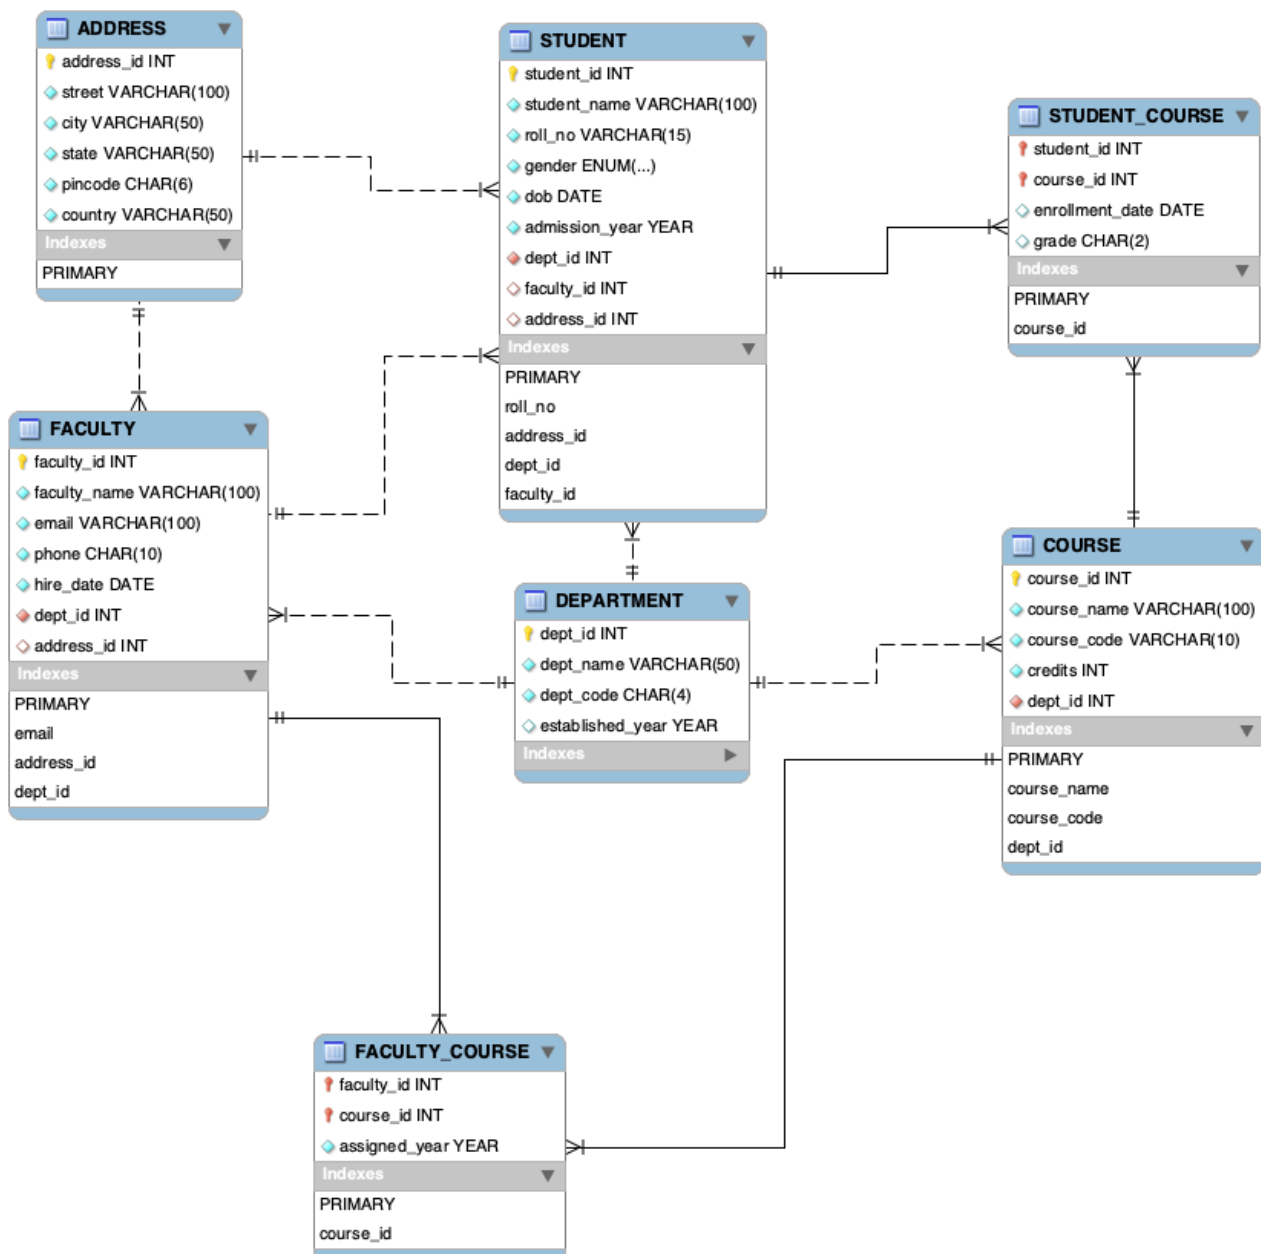 ADDRESS
address_id INT
street VARCHAR(100)
city VARCHAR(50)
state VARCHAR(50)
pincode CHAR(6)
country VARCHAR(50)
Indexes
PRIMARY
STUDENT
student_id INT
student_name VARCHAR(100)
roll_no VARCHAR(15)
gender ENUM(...)
dob DATE
admission_year YEAR
dept_id INT
faculty_id INT
address_id INT
Indexes
PRIMARY
roll_no
address_id
dept_id
faculty_id
STUDENT_COURSE
student_id INT
course_id INT
enrollment_date DATE
grade CHAR(2)
Indexes
PRIMARY
course_id
FACULTY
faculty_id INT
faculty_name VARCHAR(100)
email VARCHAR(100)
phone CHAR(10)
hire_date DATE
dept_id INT
address_id INT
Indexes
PRIMARY
email
address_id
dept_id
DEPARTMENT
dept_id INT
dept_name VARCHAR(50)
dept_code CHAR(4)
established_year YEAR
Indexes
COURSE
course_id INT
course_name VARCHAR(100)
course_code VARCHAR(10)
credits INT
dept_id INT
Indexes
PRIMARY
course_name
course_code
dept_id
FACULTY_COURSE
faculty_id INT
course_id INT
assigned_year YEAR
Indexes
PRIMARY
course_id